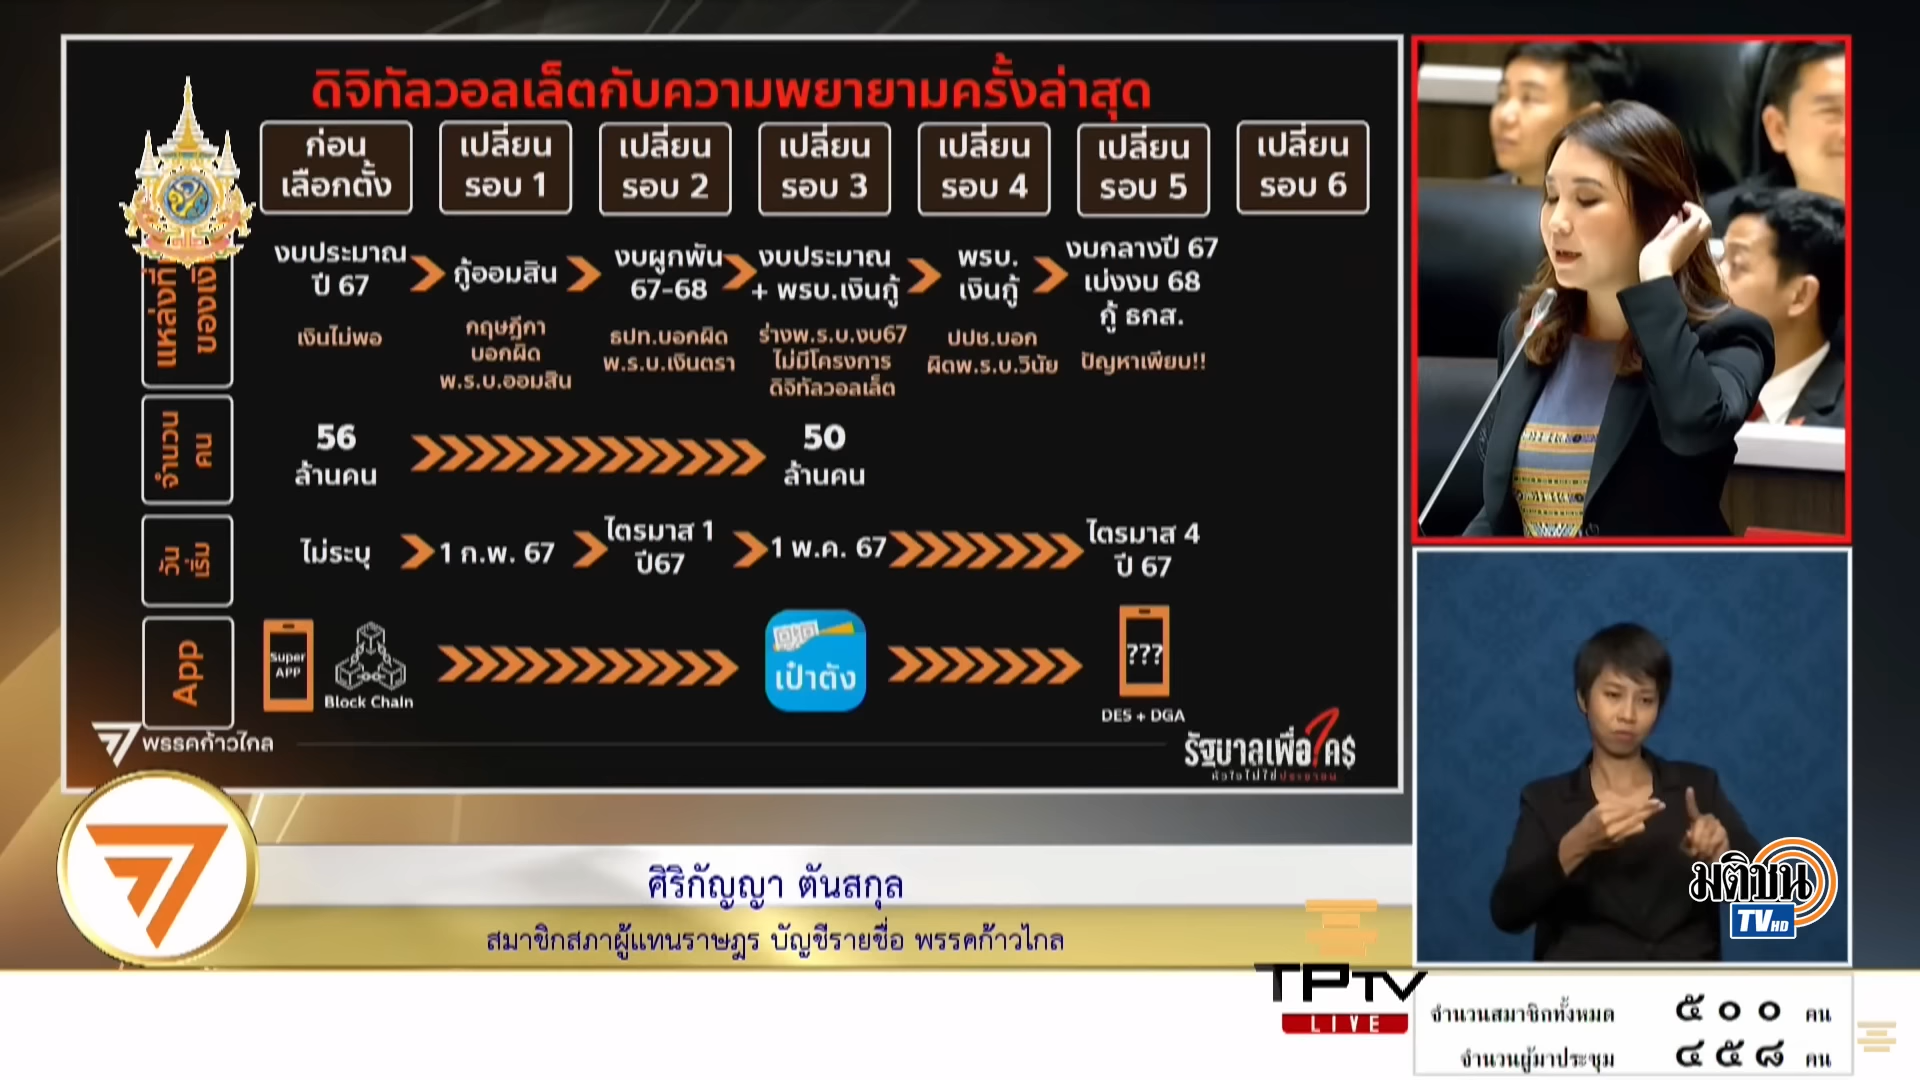 ดิจิทัลวอลเล็ตกับความพยายามครั้งล่าสุด
ก่อน
เลือกตั้ง
เปลี่ยน
รอบ 1
เปลี่ยน
รอบ 2
เปลี่ยน
รอบ 3
เปลี่ยน
รอบ 4
เปลี่ยน
รอบ 5
เปลี่ยน
รอบ 6
แหล่งที่
ของเงิ
งบประมาณ
ปี 67
เงินไม่พอ
กู้ออมสิน
กฤษฎีกา
บอกผิด
พ.ร.บ.ออมสิน
งบผูกพัน
67-68
ธปท.บอกผิด
พ.ร.บ.เงินตรา
งบประมาณ
+ พรบ.เงินกู้
ร่างพ.ร.บ.งบ67
ไม่มีโครงการ
ดิจิทัลวอลเล็ต
พรบ.
เงินกู้
ปปช.บอก
ผิดพ.ร.บ.วินัย
งบกลางปี 67
เบ่งงบ 68
กู้ ธกส.
ปัญหาเพียบ!!
จำนวน
คน
56
ล้านคน
50
ล้านคน
วัน
เริ่ม
ไม่ระบุ
1 ก.พ. 67
ไตรมาส 1
ปี67
1 พ.ค. 67
ไตรมาส 4
ปี 67
App
Super
APP
Block Chain
เป๋าตัง
???
DES + DGA
พรรคก้าวไกล
รัฐบาลเพื่อใคร$
หัวใจไม่ใช่ประชาชน
ศิริกัญญา ตันสกุล
สมาชิกสภาผู้แทนราษฎร บัญชีรายชื่อ พรรคก้าวไกล
มติชน
TV HD
TPTV
LIVE
จำนวนสมาชิกทั้งหมด ๕๐๐ คน
จำนวนผู้มาประชุม ๔๕๘ คน